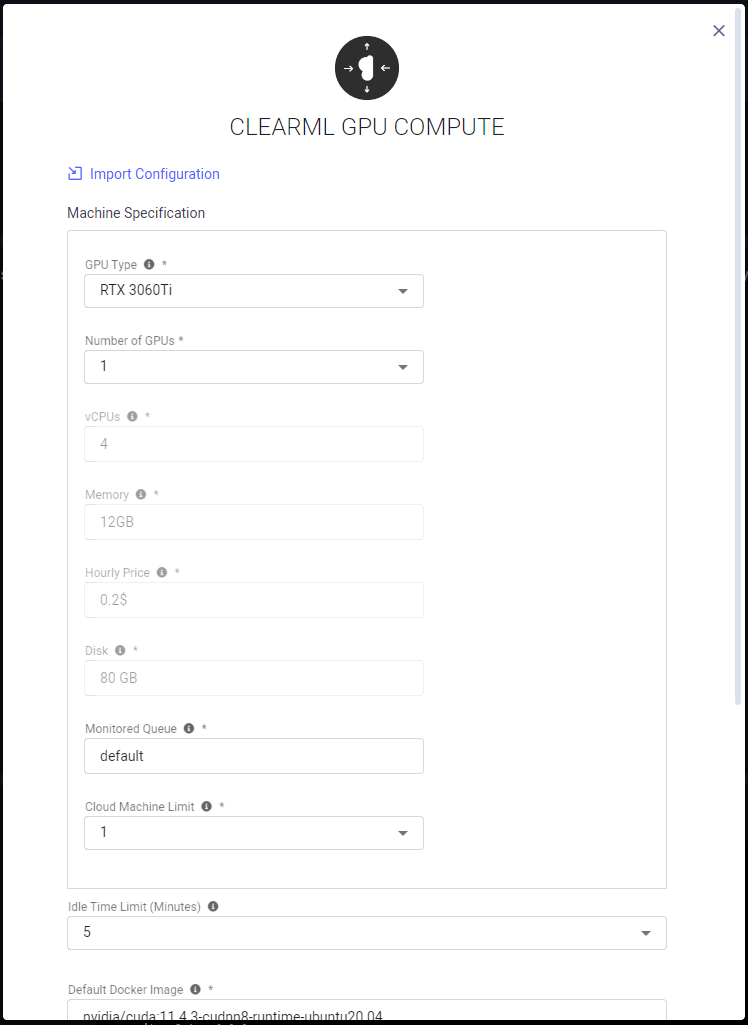 CLEARML GPU COMPUTE
Import Configuration
Machine Specification
GPU Type *
RTX 3060Ti
Number of GPUs *
1
vCPUs *
4
Memory *
12GB
Hourly Price *
0.2$
Disk *
80 GB
Monitored Queue *
default
Cloud Machine Limit *
1
Idle Time Limit (Minutes)
5
Default Docker Image *
nvidia/cuda:11.4.3-cudnn8-runtime-ubuntu20.04